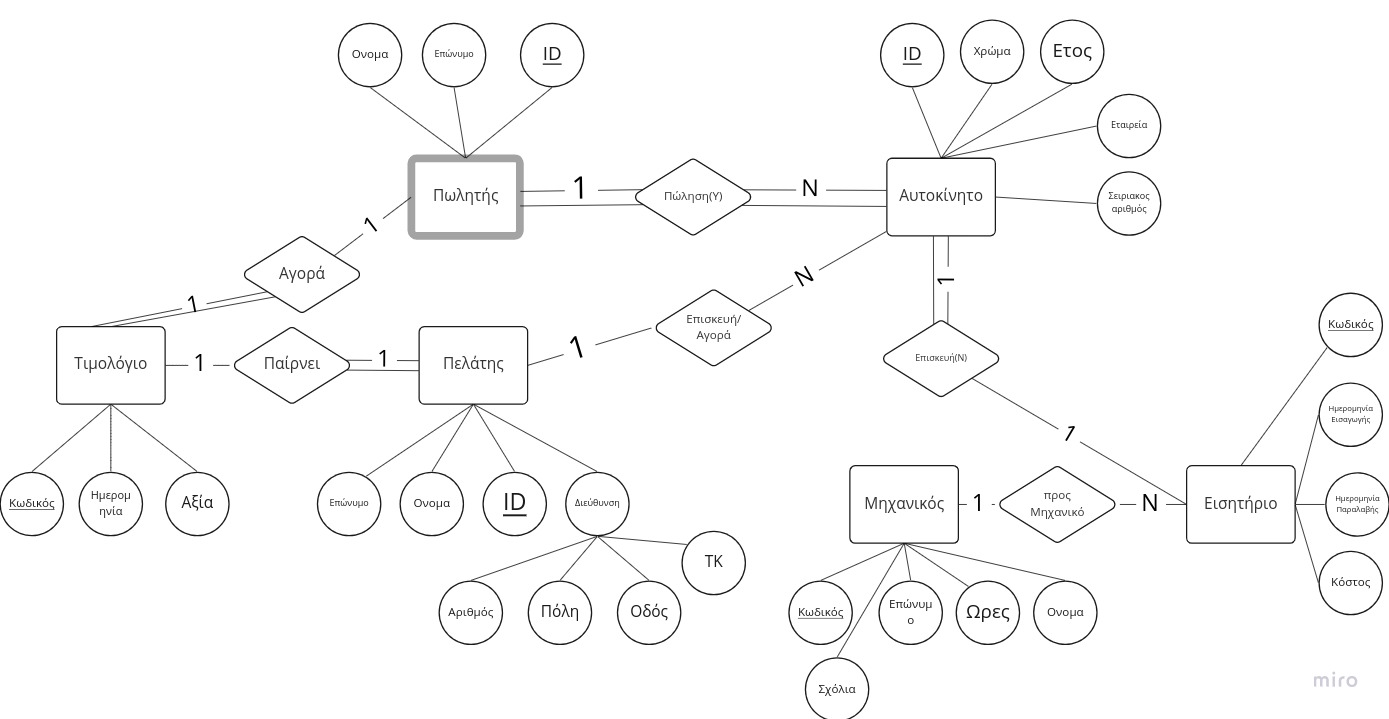 Ονομα
Επώνυμο
ID
ID
Χρώμα
Ετος
Εταιρεία
Σειριακος
αριθμός
Πωλητής
1
Πώληση(Υ)
N
Αυτοκίνητο
1
Αγορά
1
N
1
Επισκευή/
Αγορά
1
Τιμολόγιο
1
Παίρνει
1
Πελάτης
Επισκευή(Ν)
1
Κωδικός
Ημερομηνία
Εισαγωγής
Ημερομηνία
Παραλαβής
Κόστος
Μηχανικός
1
προς
Μηχανικό
N
Εισητήριο
Κωδικός
Ημερομ
ηνία
Αξία
Επώνυμο
Ονομα
ID
Διεύθυνση
Αριθμός
Πόλη
Οδός
ΤΚ
Κωδικός
Επώνυμ
ο
Ωρες
Ονομα
Σχόλια
miro